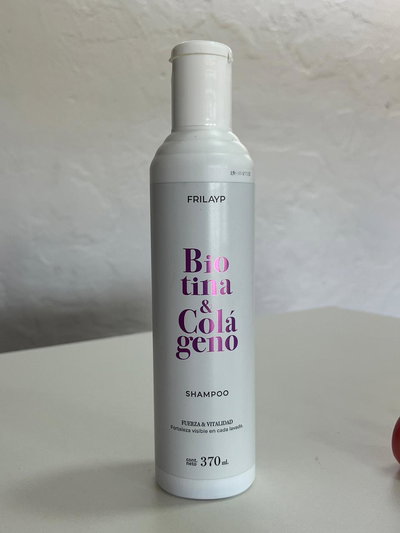 FRILAYP
Bio
tina
&
Colá
geno
SHAMPOO
FUERZA & VITALIDAD
Fortaleza visible en cada lavado.
cont.
neto 370 ml.